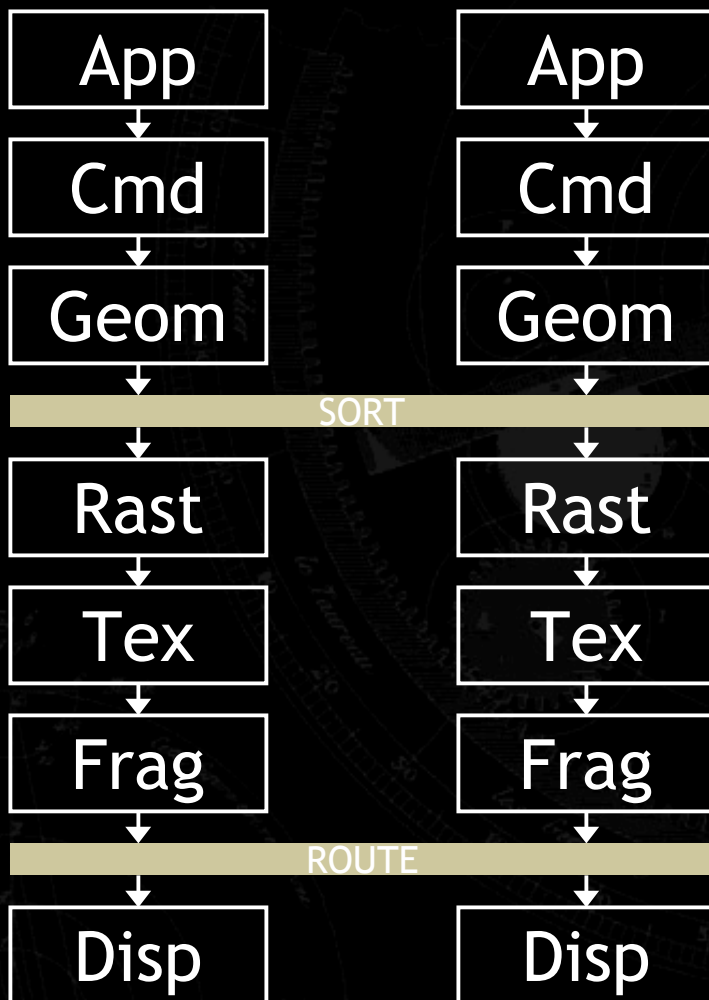 App App
Cmd Cmd
Geom Geom
SORT
Rast Rast
Tex Tex
Frag Frag
ROUTE
Disp Disp